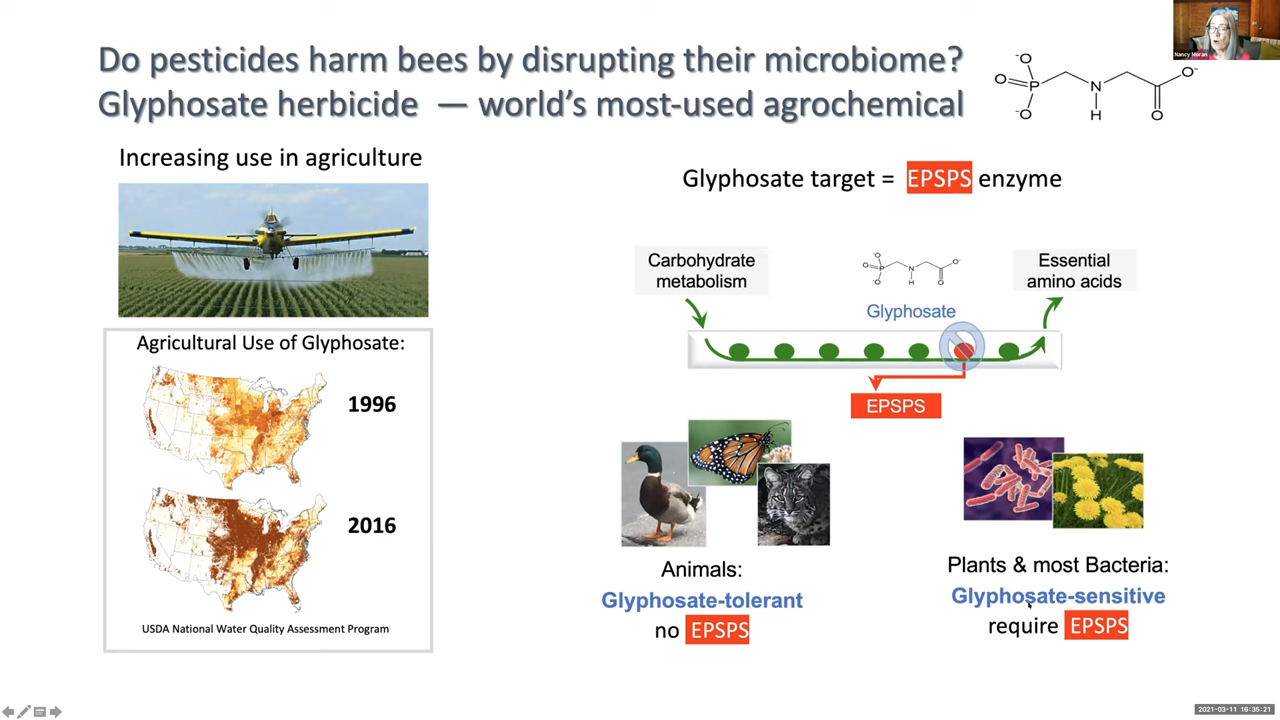 Do pesticides harm bees by disrupting their microbiome?
Glyphosate herbicide — world's most-used agrochemical
Nancy Moran
⁻O
O
P
⁻O
N
H
O⁻
O
Increasing use in agriculture
Glyphosate target = EPSPS enzyme
Carbohydrate
metabolism
⁻O
O
P
⁻O
N
H
O⁻
O
Glyphosate
Essential
amino acids
EPSPS
Agricultural Use of Glyphosate:
1996
2016
USDA National Water Quality Assessment Program
Animals:
Glyphosate-tolerant
no EPSPS
Plants & most Bacteria:
Glyphosate-sensitive
require EPSPS
2021-03-11 16:35:21